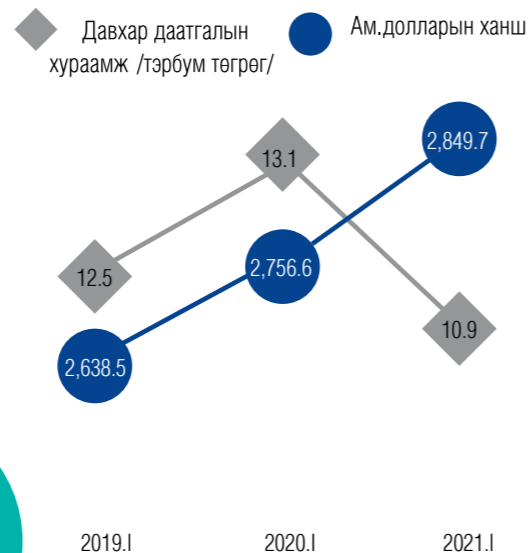 Давхар даатгалын
хураамж /тэрбум төгрөг/
Ам.долларын ханш
2,849.7
13.1
2,756.6
12.5
10.9
2,638.5
2019.I
2020.I
2021.I